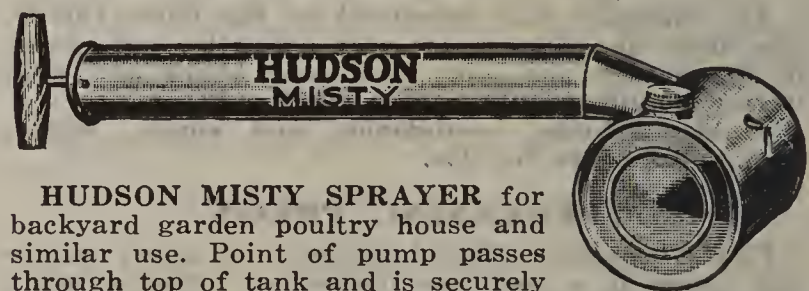 HUDSON
MISTY
HUDSON MISTY SPRAYER for
backyard garden poultry house and
similar use. Point of pump passes
through top of tank and is securely